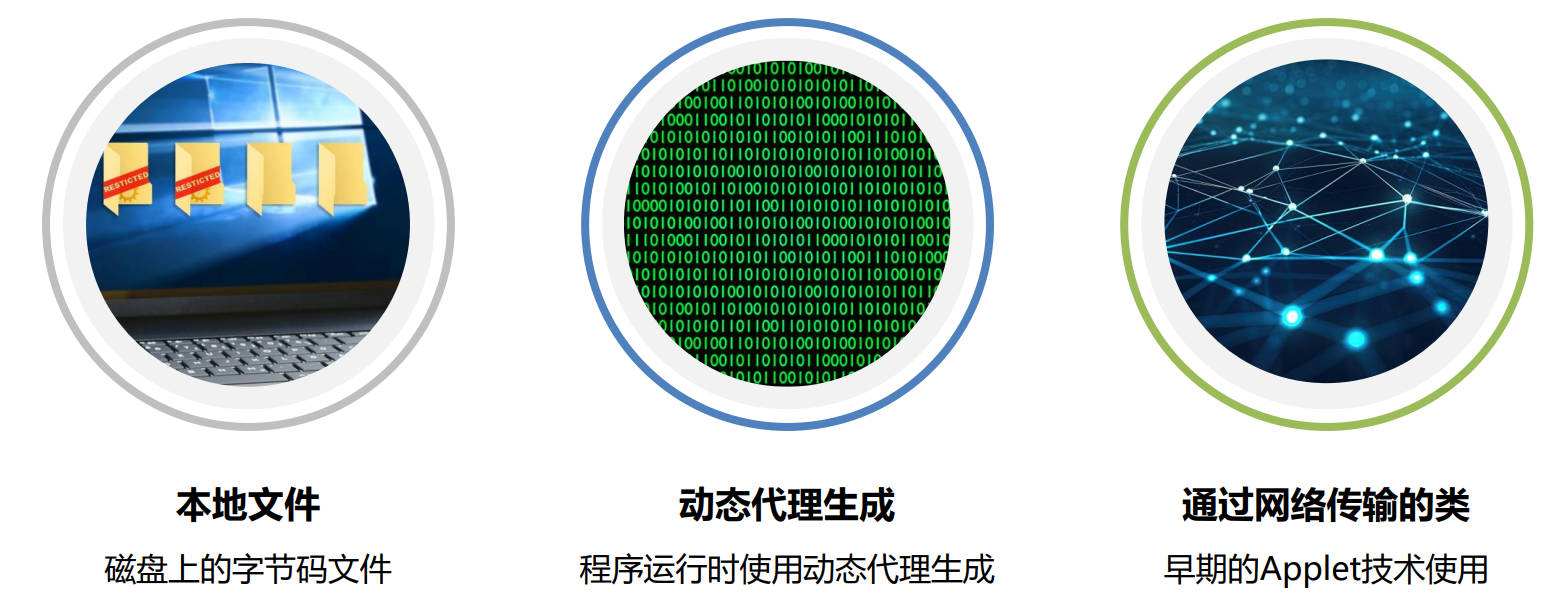 RESTICTED
RESTICTED
本地文件
动态代理生成
通过网络传输的类
磁盘上的字节码文件
程序运行时使用动态代理生成
早期的Applet技术使用